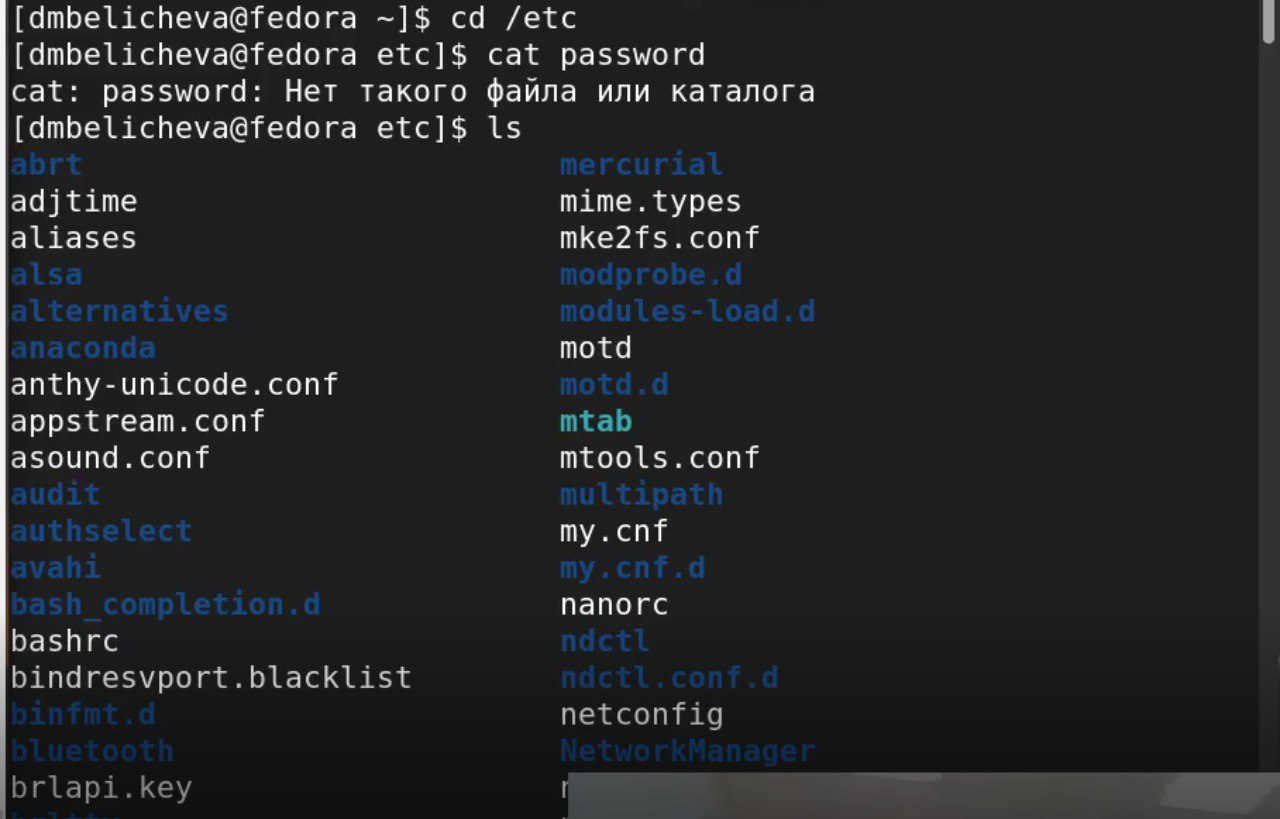 [dmbelicheva@fedora ~]$ cd /etc
[dmbelicheva@fedora etc]$ cat password
cat: password: Нет такого файла или каталога
[dmbelicheva@fedora etc]$ ls
abrt mercurial
adjtime mime.types
aliases mke2fs.conf
alsa modprobe.d
alternatives modules-load.d
anaconda motd
anthy-unicode.conf motd.d
appstream.conf mtab
asound.conf mtools.conf
audit multipath
authselect my.cnf
avahi my.cnf.d
bash_completion.d nanorc
bashrc ndctl
bindresvport.blacklist ndctl.conf.d
binfmt.d netconfig
bluetooth NetworkManager
brlapi.key